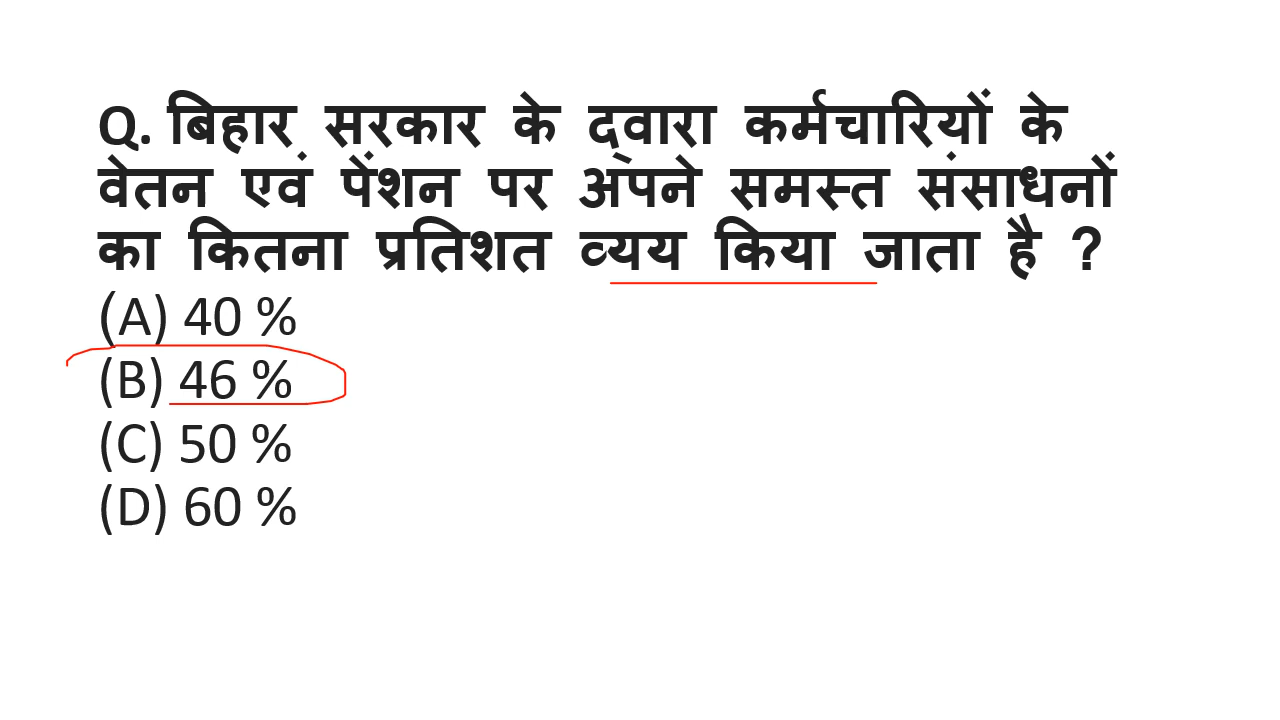 Q. बिहार सरकार के द्वारा कर्मचारियों के
वेतन एवं पेंशन पर अपने समस्त संसाधनों
का कितना प्रतिशत व्यय किया जाता है ?
(A) 40 %
(B) 46 %
(C) 50 %
(D) 60 %